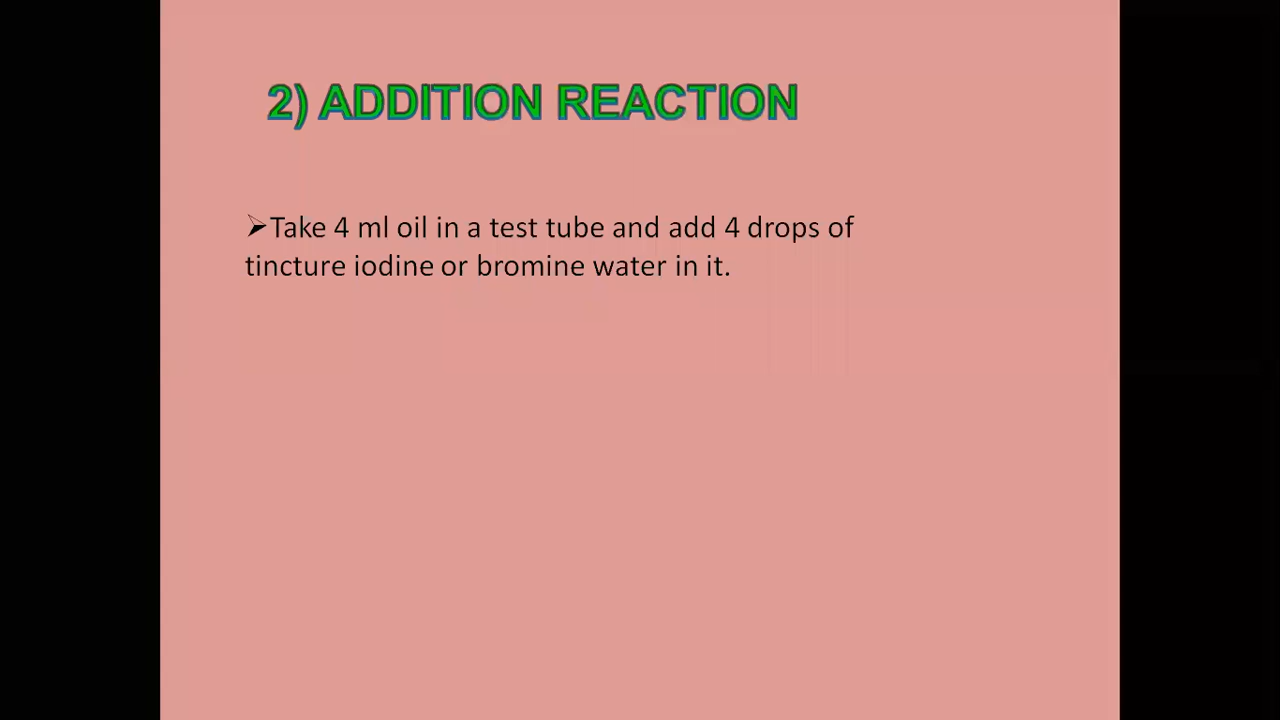 2) ADDITION REACTION
➢Take 4 ml oil in a test tube and add 4 drops of
tincture iodine or bromine water in it.